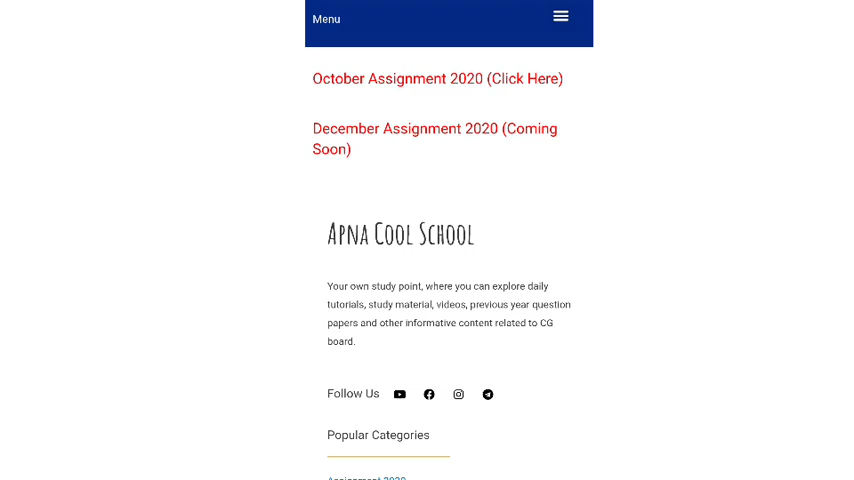 Menu
October Assignment 2020 (Click Here)
December Assignment 2020 (Coming
Soon)
Apna Cool School
Your own study point, where you can explore daily
tutorials, study material, videos, previous year question
papers and other informative content related to CG
board.
Follow Us
Popular Categories
Assignment 2020